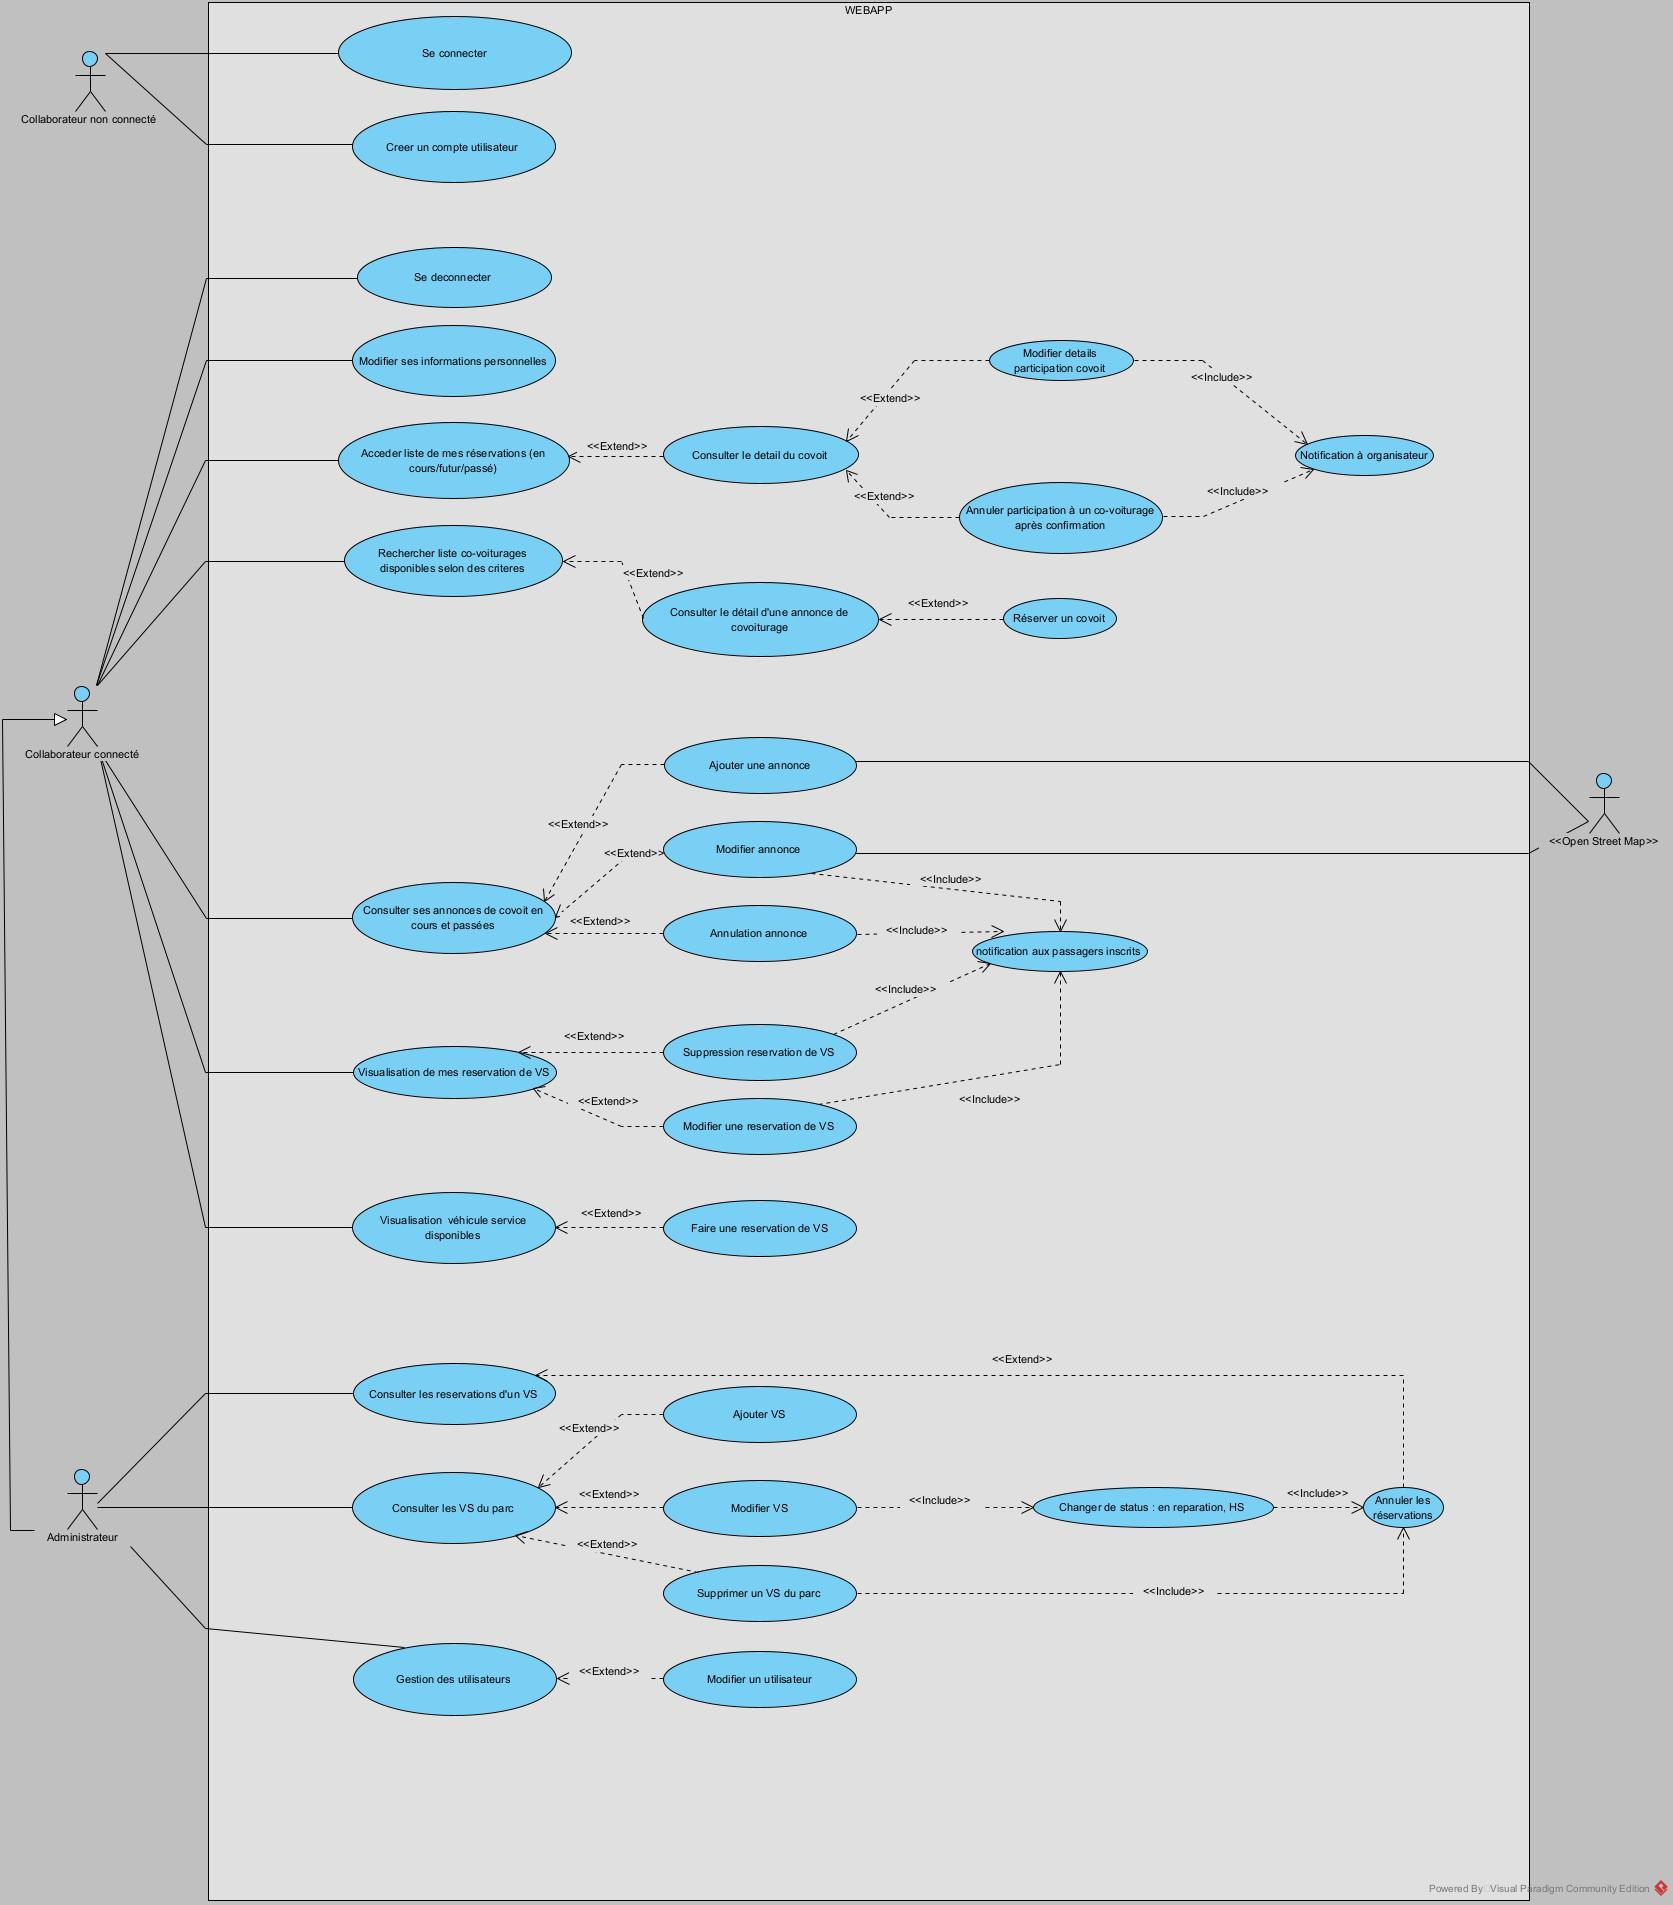 WEBAPP
Se connecter
Collaborateur non connecté
Creer un compte utilisateur
Se deconnecter
Modifier ses informations personnelles
Modifier details
participation covoit
<<Include>>
<<Extend>>
Acceder liste de mes réservations (en
cours/futur/passé)
<<Extend>>
Consulter le detail du covoit
Notification à organisateur
<<Extend>>
<<Include>>
Annuler participation à un co-voiturage
après confirmation
Rechercher liste co-voiturages
disponibles selon des criteres
<<Extend>>
Consulter le détail d'une annonce de
covoiturage
<<Extend>>
Réserver un covoit
Collaborateur connecté
Ajouter une annonce
<<Extend>>
<<Open Street Map>>
<<Extend>>
Modifier annonce
<<Include>>
Consulter ses annonces de covoit en
cours et passées
<<Extend>>
Annulation annonce
<<Include>>
notification aux passagers inscrits
<<Include>>
<<Extend>>
Suppression reservation de VS
Visualisation de mes reservation de VS
<<Extend>>
<<Include>>
Modifier une reservation de VS
Visualisation  véhicule service
disponibles
<<Extend>>
Faire une reservation de VS
<<Extend>>
Consulter les reservations d'un VS
Ajouter VS
<<Extend>>
Consulter les VS du parc
<<Extend>>
Modifier VS
<<Include>>
Changer de status : en reparation, HS
<<Include>>
Annuler les
réservations
Administrateur
<<Extend>>
Supprimer un VS du parc
<<Include>>
Gestion des utilisateurs
<<Extend>>
Modifier un utilisateur
Powered By Visual Paradigm Community Edition